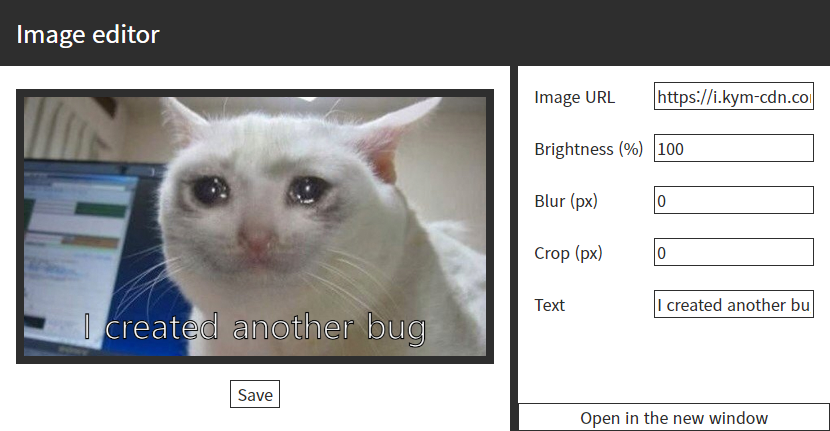 Image editor
I created another bug
Save
Image URL
https://i.kym-cdn.co
Brightness (%)
100
Blur (px)
0
Crop (px)
0
Text
I created another bu
Open in the new window